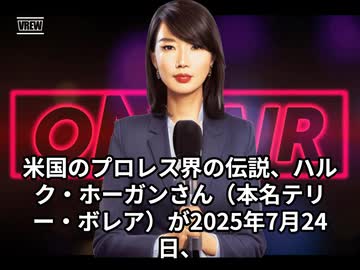 VREW
ON AIR
米国のプロレス界の伝説、ハル
ク・ホーガンさん（本名テリ
ー・ボレア）が2025年7月24
日、